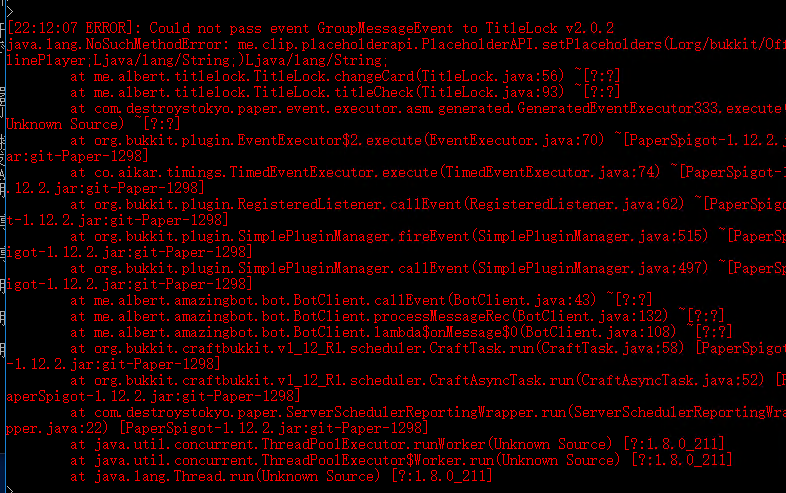 >
[22:12:07 ERROR]: Could not pass event GroupMessageEvent to TitleLock v2.0.2
java.lang.NoSuchMethodError: me.clip.placeholderapi.PlaceholderAPI.setPlaceholders(Lorg/bukkit/Off
linePlayer;Ljava/lang/String;)Ljava/lang/String;
at me.albert.titlelock.TitleLock.changeCard(TitleLock.java:56) ~[?:?]
at me.albert.titlelock.TitleLock.titleCheck(TitleLock.java:93) ~[?:?]
at com.destroystokyo.paper.event.executor.asm.generated.GeneratedEventExecutor333.execute(
Unknown Source) ~[?:?]
at org.bukkit.plugin.EventExecutor$2.execute(EventExecutor.java:70) ~[PaperSpigot-1.12.2.
jar:git-Paper-1298]
at co.aikar.timings.TimedEventExecutor.execute(TimedEventExecutor.java:74) ~[PaperSpigot-1
.12.2.jar:git-Paper-1298]
at org.bukkit.plugin.RegisteredListener.callEvent(RegisteredListener.java:62) ~[PaperSpigo
t-1.12.2.jar:git-Paper-1298]
at org.bukkit.plugin.SimplePluginManager.fireEvent(SimplePluginManager.java:515) ~[PaperSp
igot-1.12.2.jar:git-Paper-1298]
at org.bukkit.plugin.SimplePluginManager.callEvent(SimplePluginManager.java:497) ~[PaperSp
igot-1.12.2.jar:git-Paper-1298]
at me.albert.amazingbot.bot.BotClient.callEvent(BotClient.java:43) ~[?:?]
at me.albert.amazingbot.bot.BotClient.processMessageRec(BotClient.java:132) ~[?:?]
at me.albert.amazingbot.bot.BotClient.lambda$onMessage$0(BotClient.java:108) ~[?:?]
at org.bukkit.craftbukkit.v1_12_R1.scheduler.CraftTask.run(CraftTask.java:58) [PaperSpigot
-1.12.2.jar:git-Paper-1298]
at org.bukkit.craftbukkit.v1_12_R1.scheduler.CraftAsyncTask.run(CraftAsyncTask.java:52) [P
aperSpigot-1.12.2.jar:git-Paper-1298]
at com.destroystokyo.paper.ServerSchedulerReportingWrapper.run(ServerSchedulerReportingWra
pper.java:22) [PaperSpigot-1.12.2.jar:git-Paper-1298]
at java.util.concurrent.ThreadPoolExecutor.runWorker(Unknown Source) [?:1.8.0_211]
at java.util.concurrent.ThreadPoolExecutor$Worker.run(Unknown Source) [?:1.8.0_211]
at java.lang.Thread.run(Unknown Source) [?:1.8.0_211]
>